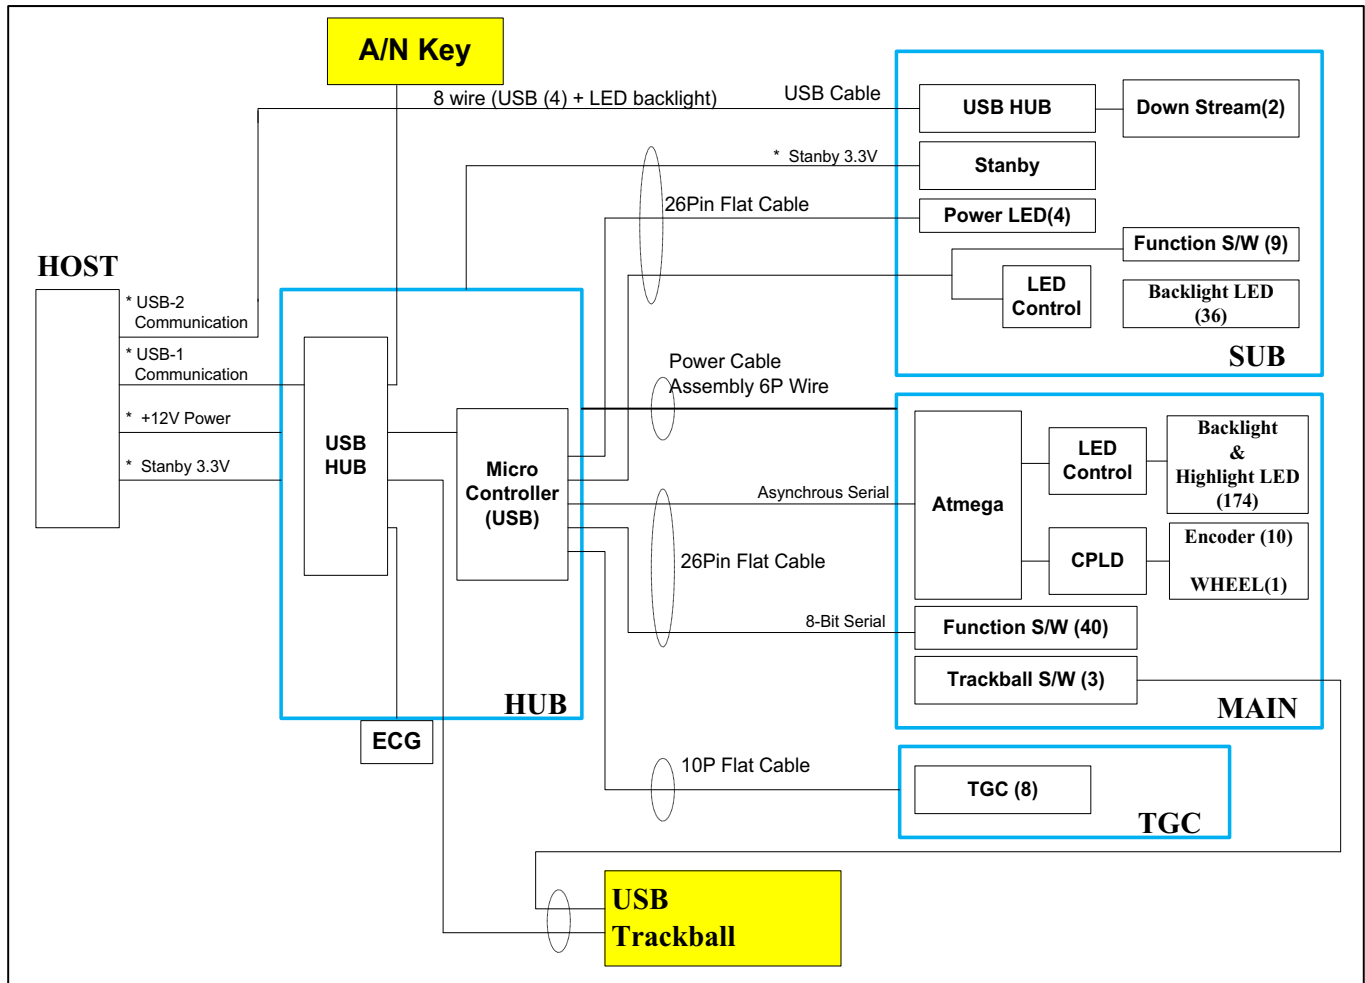 A/N Key
8 wire (USB (4) + LED backlight)
USB Cable
USB HUB
Down Stream(2)
* Stanby 3.3V
Stanby
26Pin Flat Cable
Power LED(4)
Function S/W (9)
LED
Control
Backlight LED
(36)
SUB
HOST
* USB-2
Communication
* USB-1
Communication
* +12V Power
* Stanby 3.3V
USB
HUB
Micro
Controller
(USB)
HUB
ECG
Power Cable
Assembly 6P Wire
Asynchrous Serial
26Pin Flat Cable
8-Bit Serial
Atmega
LED
Control
Backlight
&
Highlight LED
(174)
CPLD
Encoder (10)
WHEEL(1)
Function S/W (40)
Trackball S/W (3)
MAIN
10P Flat Cable
TGC (8)
TGC
USB
Trackball